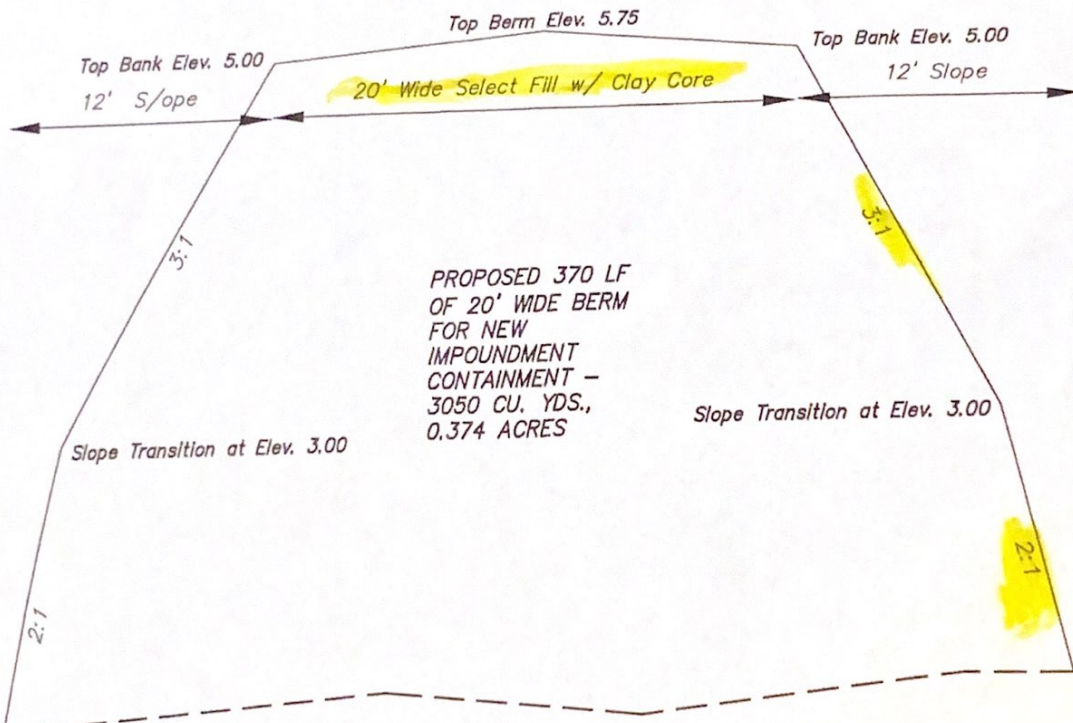 Top Berm Elev. 5.75
Top Bank Elev. 5.00
Top Bank Elev. 5.00
12' S/ope
20' Wide Select Fill w/ Clay Core
12' Slope
3:1
3:1
PROPOSED 370 LF
OF 20' WIDE BERM
FOR NEW
IMPOUNDMENT
CONTAINMENT –
3050 CU. YDS.,
0.374 ACRES
Slope Transition at Elev. 3.00
Slope Transition at Elev. 3.00
2:1
2:1